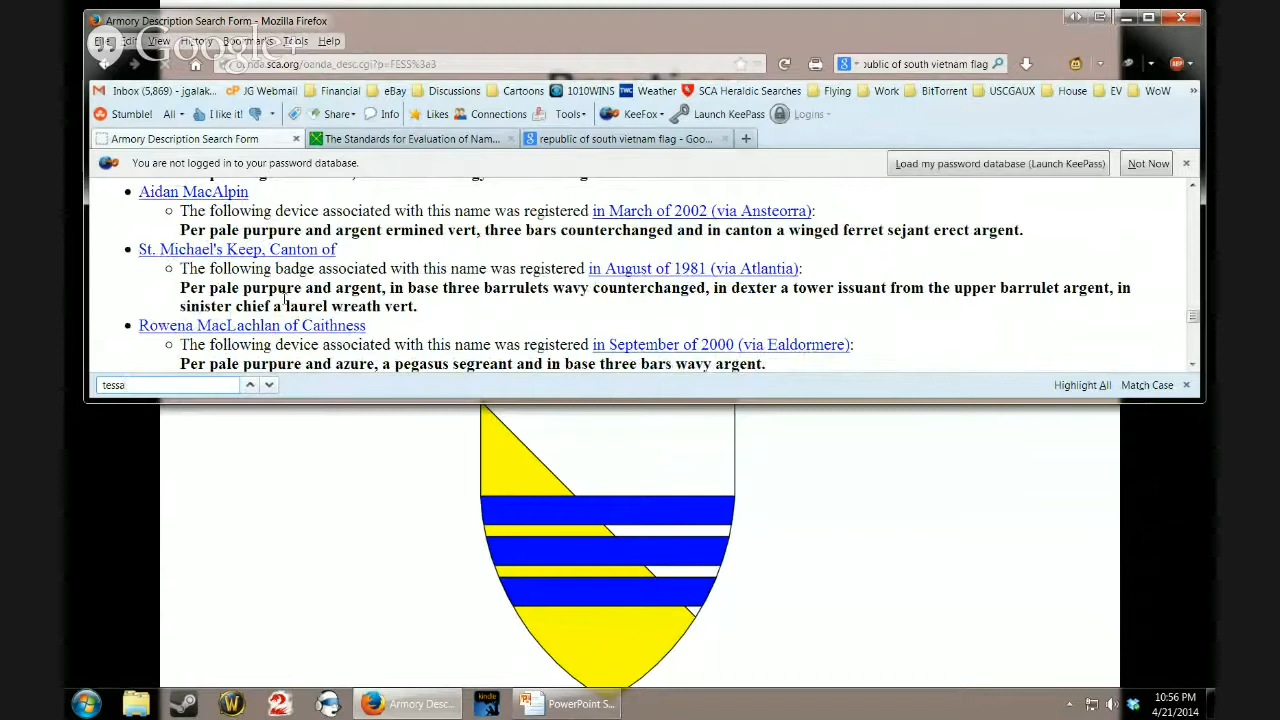 Armory Description Search Form - Mozilla Firefox
File Edit View History Bookmarks Tools Help
Google+
oanda.sca.org/oanda_desc.cgi?p=FESS%3a3
public of south vietnam flag
Inbox (5,869) - jgalak... JG Webmail Financial eBay Discussions Cartoons 1010WINS Weather SCA Heraldic Searches Flying Work BitTorrent USCGAUX House EV WoW
Stumble! All I like it! Share Info Likes Connections Tools KeeFox Launch KeePass Logins
Armory Description Search Form The Standards for Evaluation of Nam... republic of south vietnam flag - Goo...
You are not logged in to your password database. Load my password database (Launch KeePass) Not Now
Aidan MacAlpin
The following device associated with this name was registered in March of 2002 (via Ansteorra):
Per pale purpure and argent ermined vert, three bars counterchanged and in canton a winged ferret sejant erect argent.
St. Michael's Keep, Canton of
The following badge associated with this name was registered in August of 1981 (via Atlantia):
Per pale purpure and argent, in base three barrulets wavy counterchanged, in dexter a tower issuant from the upper barrulet argent, in
sinister chief a laurel wreath vert.
Rowena MacLachlan of Caithness
The following device associated with this name was registered in September of 2000 (via Ealdormere):
Per pale purpure and azure, a pegasus segreant and in base three bars wavy argent.
tessa Highlight All Match Case
Armory Desc... kindle PowerPoint S...
10:56 PM
4/21/2014